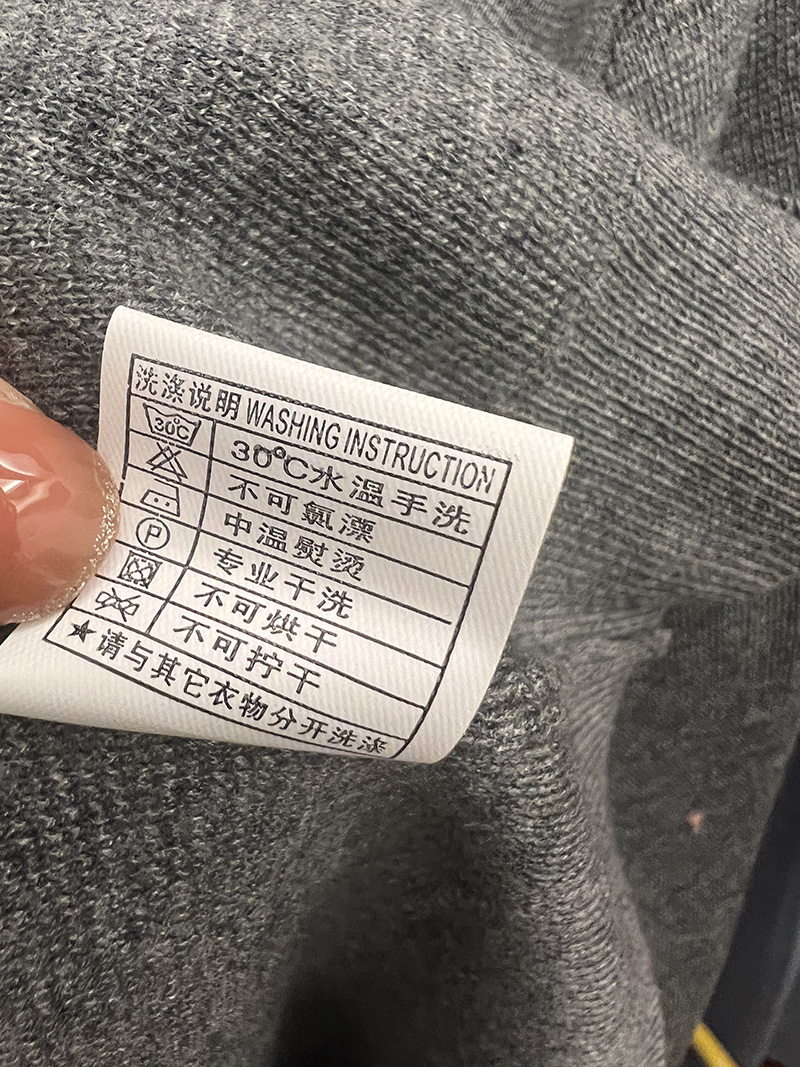 洗涤说明 WASHING INSTRUCTION
30℃ 30℃水温手洗
不可氯漂
中温熨烫
P 专业干洗
不可烘干
不可拧干
★请与其它衣物分开洗涤